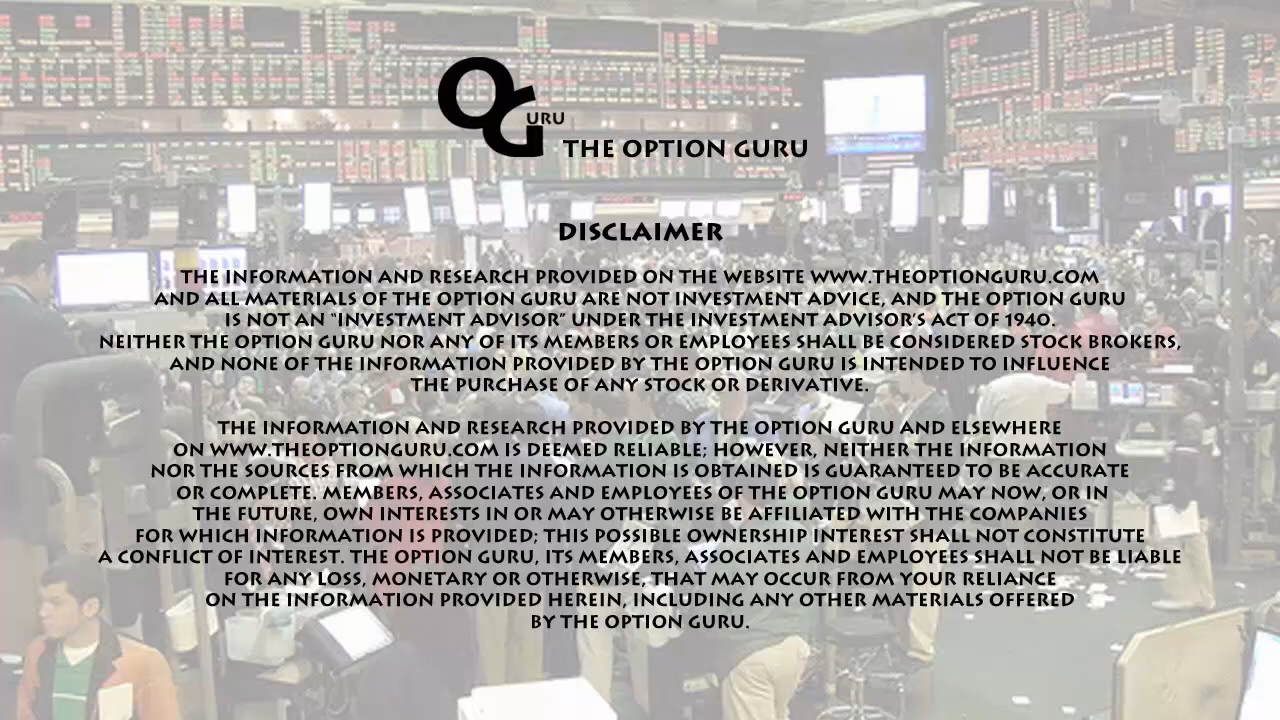 OG URU
THE OPTION GURU
DISCLAIMER
THE INFORMATION AND RESEARCH PROVIDED ON THE WEBSITE WWW.THEOPTIONGURU.COM
AND ALL MATERIALS OF THE OPTION GURU ARE NOT INVESTMENT ADVICE, AND THE OPTION GURU
IS NOT AN “INVESTMENT ADVISOR” UNDER THE INVESTMENT ADVISOR'S ACT OF 1940.
NEITHER THE OPTION GURU NOR ANY OF ITS MEMBERS OR EMPLOYEES SHALL BE CONSIDERED STOCK BROKERS,
AND NONE OF THE INFORMATION PROVIDED BY THE OPTION GURU IS INTENDED TO INFLUENCE
THE PURCHASE OF ANY STOCK OR DERIVATIVE.
THE INFORMATION AND RESEARCH PROVIDED BY THE OPTION GURU AND ELSEWHERE
ON WWW.THEOPTIONGURU.COM IS DEEMED RELIABLE; HOWEVER, NEITHER THE INFORMATION
NOR THE SOURCES FROM WHICH THE INFORMATION IS OBTAINED IS GUARANTEED TO BE ACCURATE
OR COMPLETE. MEMBERS, ASSOCIATES AND EMPLOYEES OF THE OPTION GURU MAY NOW, OR IN
THE FUTURE, OWN INTERESTS IN OR MAY OTHERWISE BE AFFILIATED WITH THE COMPANIES
FOR WHICH INFORMATION IS PROVIDED; THIS POSSIBLE OWNERSHIP INTEREST SHALL NOT CONSTITUTE
A CONFLICT OF INTEREST. THE OPTION GURU, ITS MEMBERS, ASSOCIATES AND EMPLOYEES SHALL NOT BE LIABLE
FOR ANY LOSS, MONETARY OR OTHERWISE, THAT MAY OCCUR FROM YOUR RELIANCE
ON THE INFORMATION PROVIDED HEREIN, INCLUDING ANY OTHER MATERIALS OFFERED
BY THE OPTION GURU.